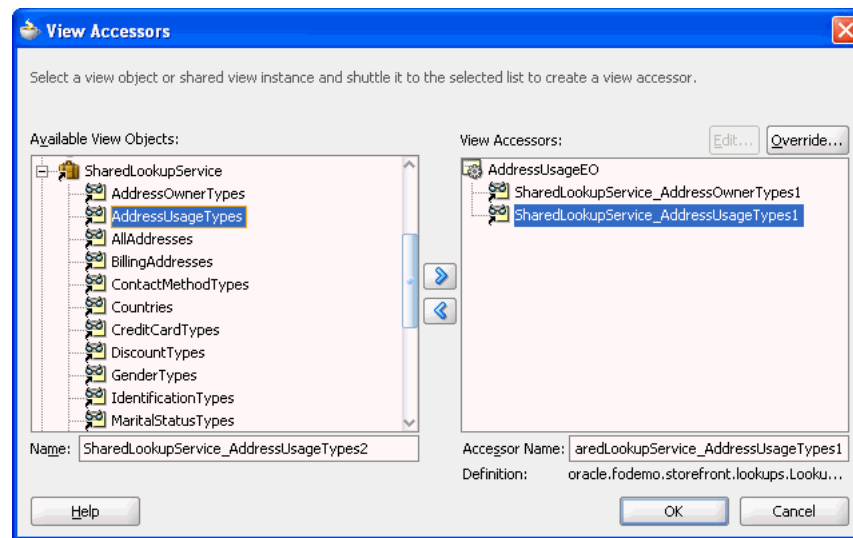 View Accessors
Select a view object or shared view instance and shuttle it to the selected list to create a view accessor.
Available View Objects:
SharedLookupService
AddressOwnerTypes
AddressUsageTypes
AllAddresses
BillingAddresses
ContactMethodTypes
Countries
CreditCardTypes
DiscountTypes
GenderTypes
IdentificationTypes
MaritalStatusTypes
Name: SharedLookupService_AddressUsageTypes2
View Accessors:
Edit... Override...
AddressUsageEO
SharedLookupService_AddressOwnerTypes1
SharedLookupService_AddressUsageTypes1
Accessor Name: aredLookupService_AddressUsageTypes1
Definition: oracle.fodemo.storefront.lookups.Looku...
Help OK Cancel